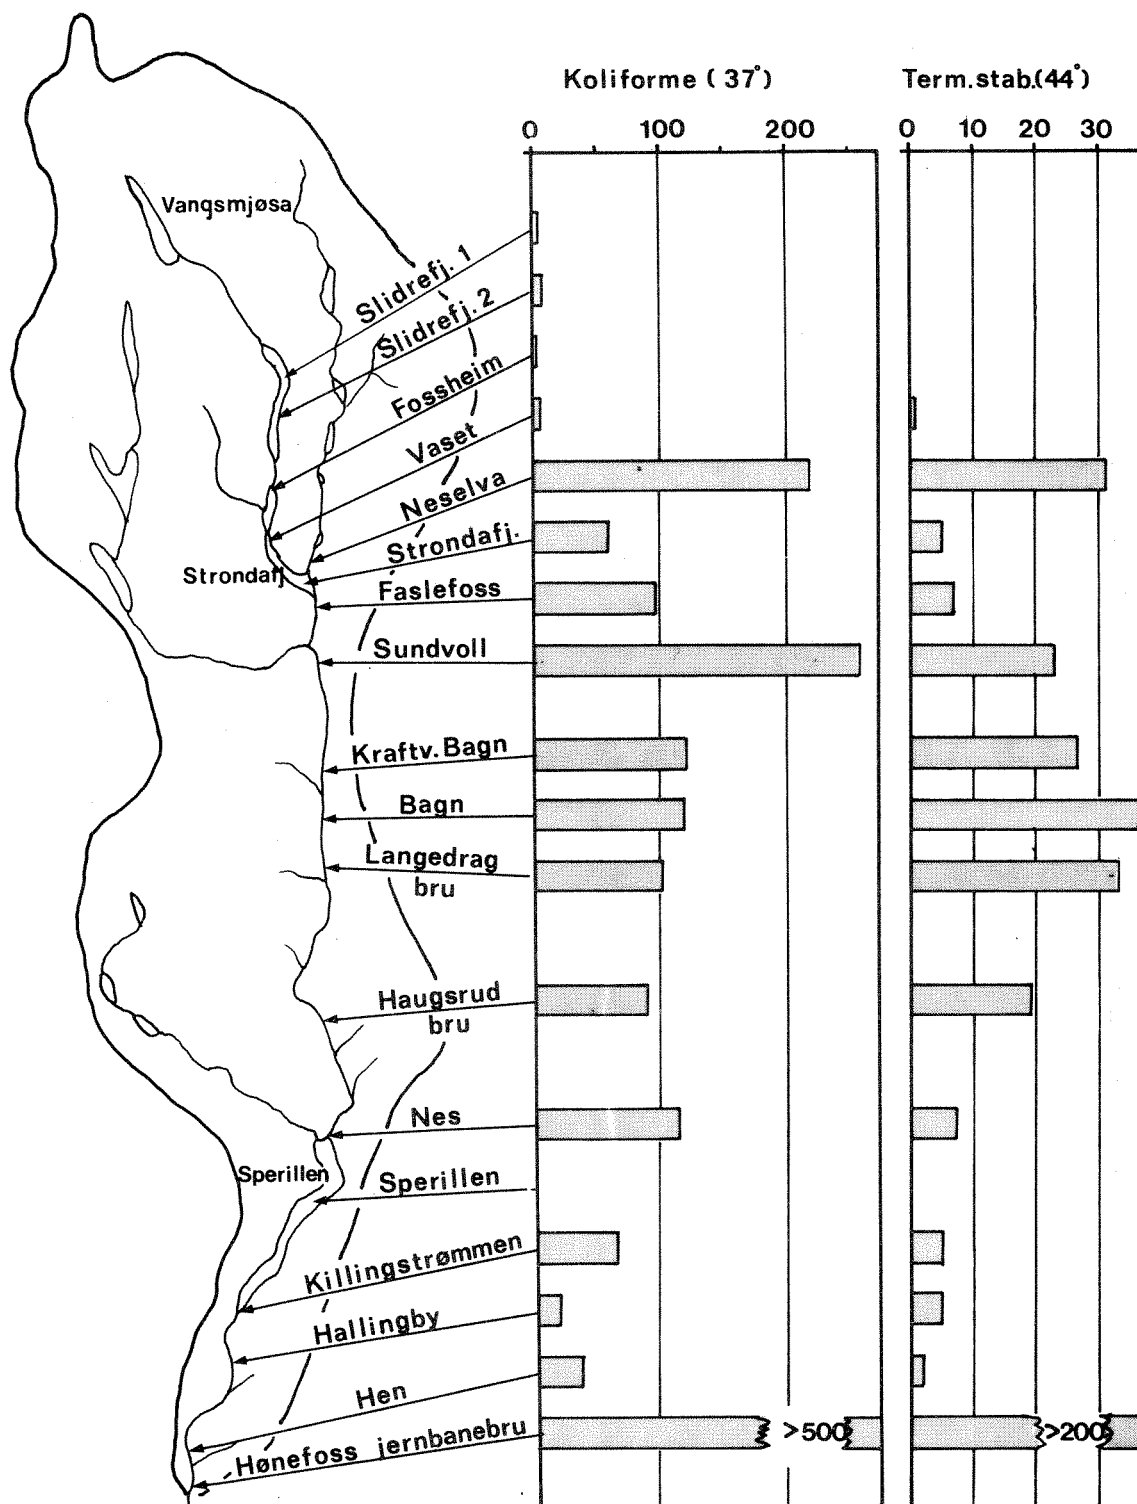 Koliforme (37°) Term.stab.(44°)
0 100 200 0 10 20 30
Vangsmjøsa
Slidrefj. 1
Slidrefj. 2
Fossheim
Vaset
Neselva
Strondafj.
Strondafj
Faslefoss
Sundvoll
Kraftv. Bagn
Bagn
Langedrag
bru
Haugsrud
bru
Nes
Sperillen
Sperillen
Killingstrømmen
Hallingby
Hen
Hønefoss jernbanebru
>500 >200